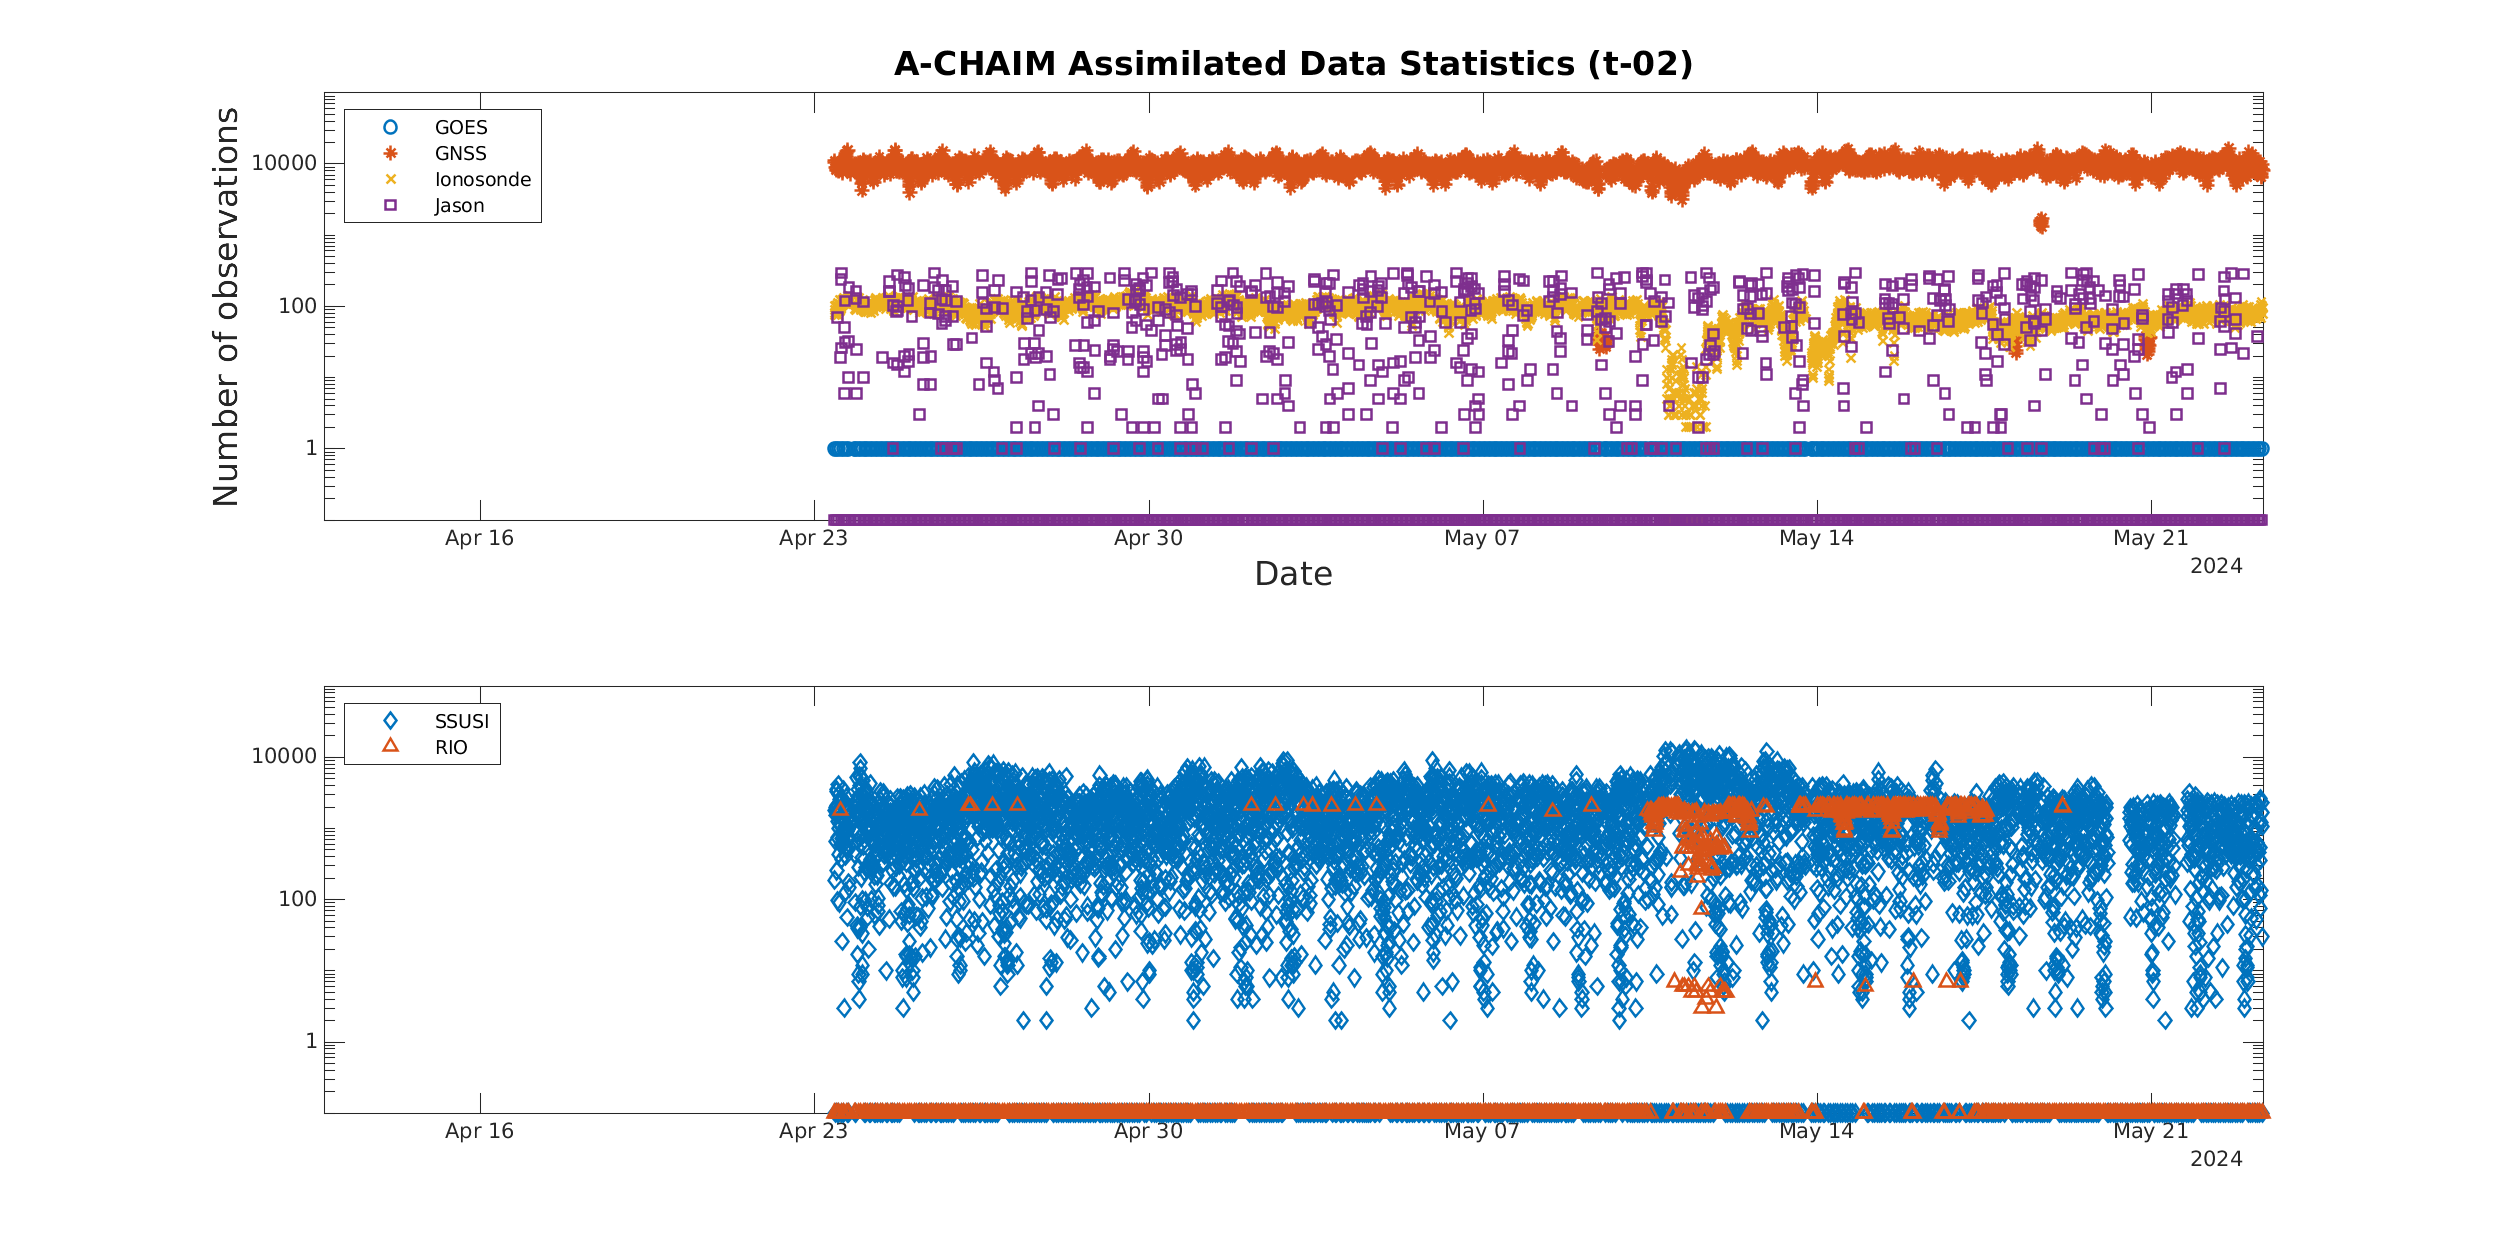 A-CHAIM Assimilated Data Statistics (t-02)
GOES
GNSS
Ionosonde
Jason
Number of observations
10000
100
1
Apr 16
Apr 23
Apr 30
May 07
May 14
May 21
2024
Date
SSUSI
RIO
10000
100
1
Apr 16
Apr 23
Apr 30
May 07
May 14
May 21
2024